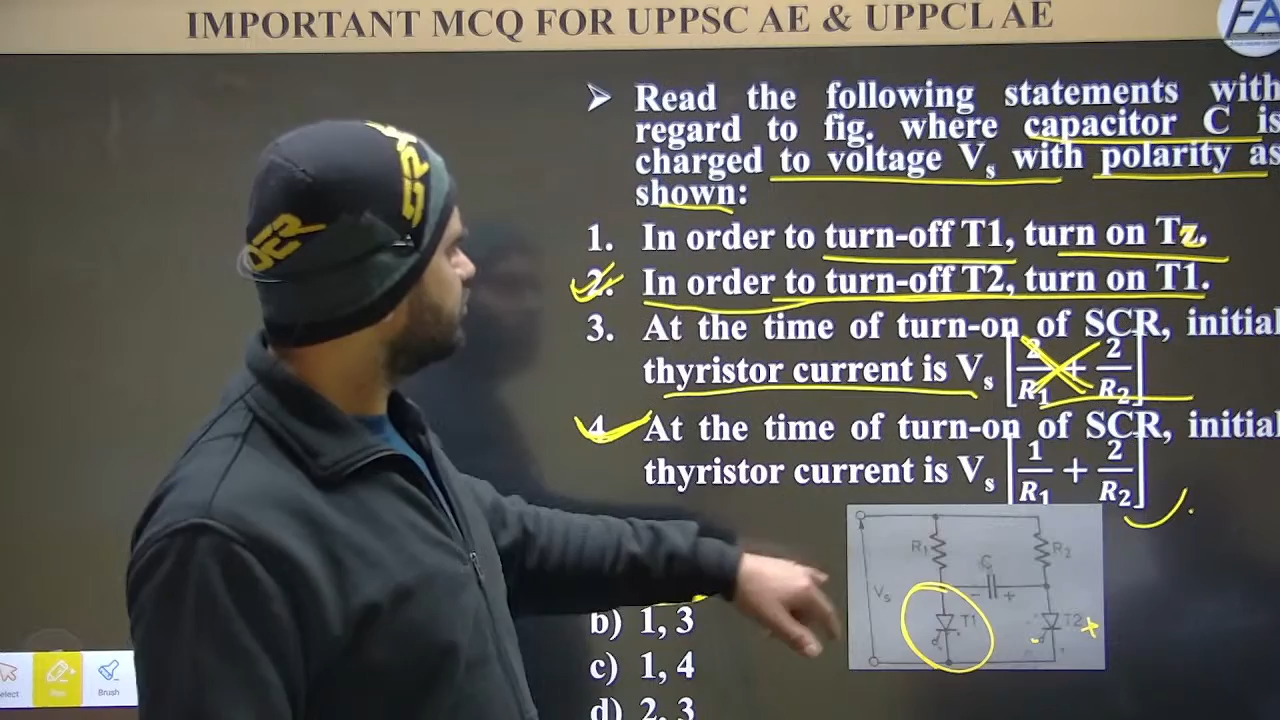 IMPORTANT MCQ FOR UPPSC AE & UPPCL AE
FA
➤ Read the following statements with
regard to fig. where capacitor C is
charged to voltage Vs with polarity as
shown:
1. In order to turn-off T1, turn on Tz.
2. In order to turn-off T2, turn on T1.
3. At the time of turn-on of SCR, initial
thyristor current is Vs [2/R1 + 2/R2]
4. At the time of turn-on of SCR, initial
thyristor current is Vs [1/R1 + 2/R2]
R1 R2
C
Vs - +
T1 T2
b) 1, 3
c) 1, 4
d) 2, 3
elect Pen Brush